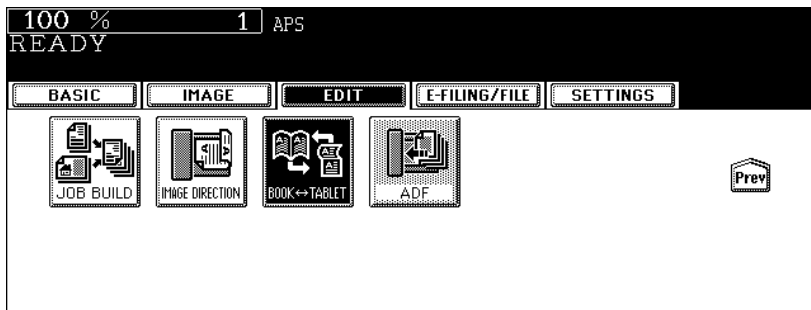 100 % 1 APS
READY
BASIC IMAGE EDIT E-FILING/FILE SETTINGS
JOB BUILD IMAGE DIRECTION BOOK↔TABLET ADF
Prev